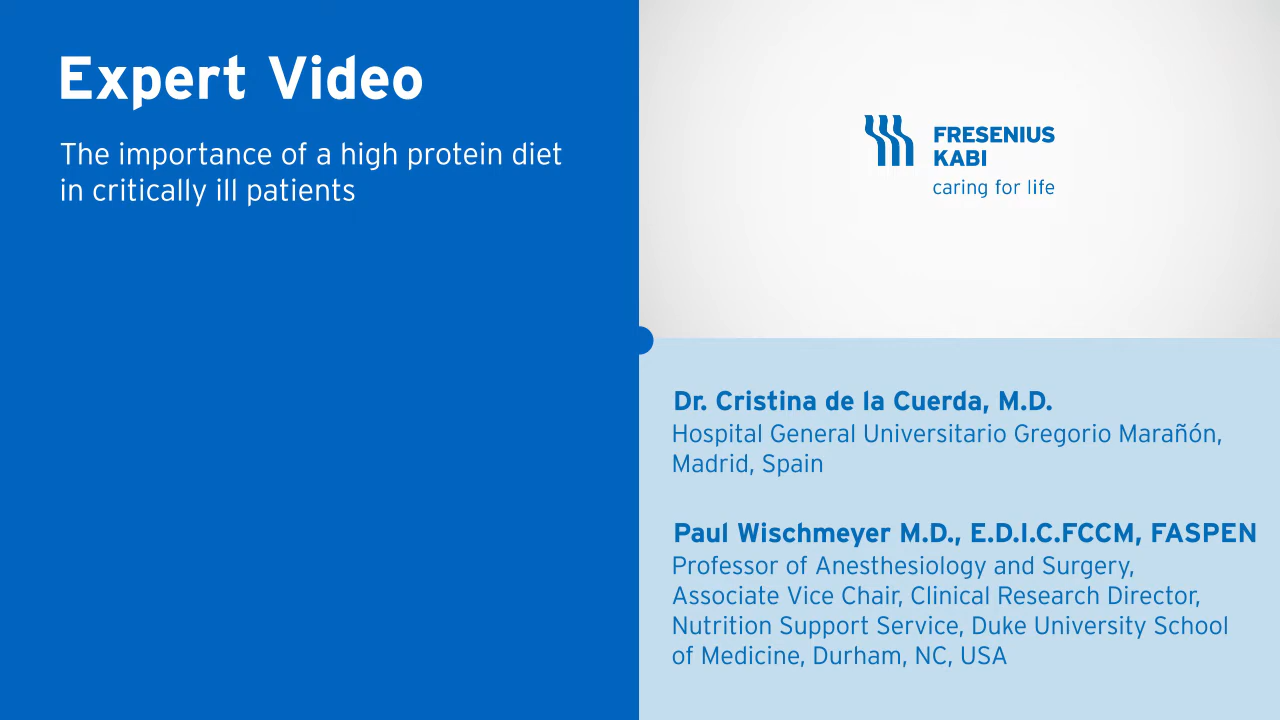 Expert Video
The importance of a high protein diet
in critically ill patients
FRESENIUS
KABI
caring for life
Dr. Cristina de la Cuerda, M.D.
Hospital General Universitario Gregorio Marañón,
Madrid, Spain
Paul Wischmeyer M.D., E.D.I.C.FCCM, FASPEN
Professor of Anesthesiology and Surgery,
Associate Vice Chair, Clinical Research Director,
Nutrition Support Service, Duke University School
of Medicine, Durham, NC, USA